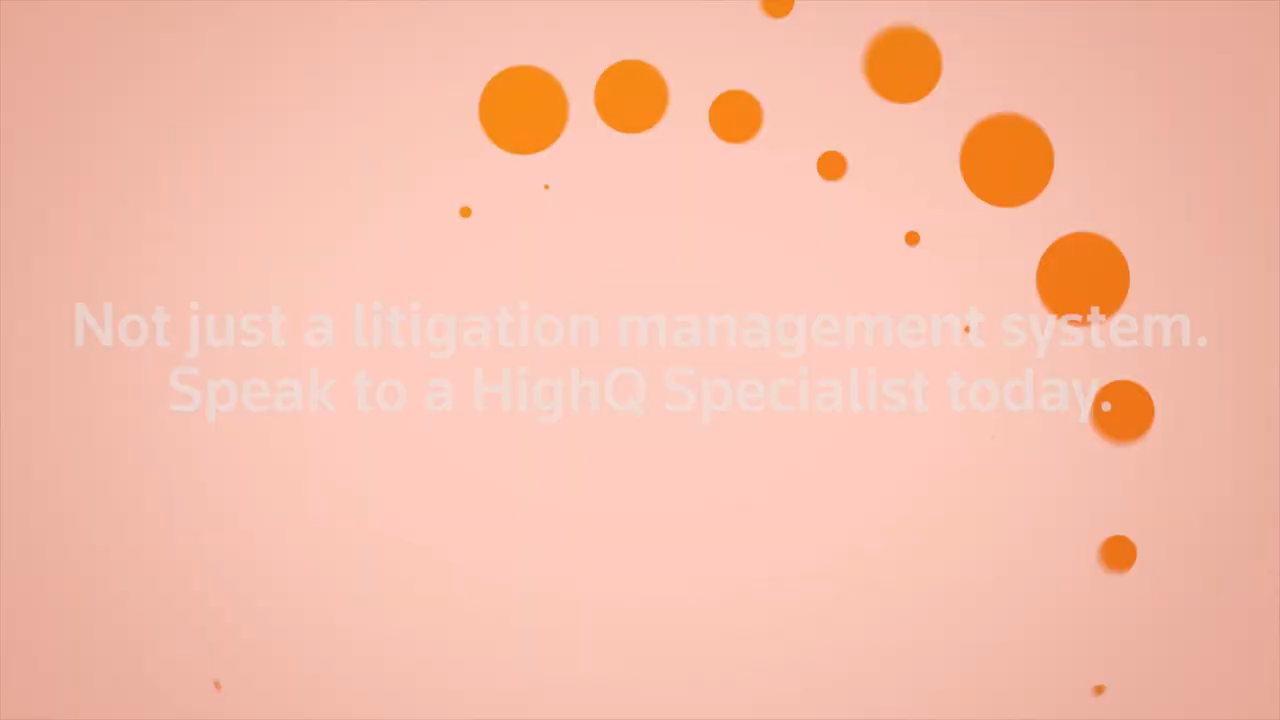 Not just a litigation management system.
Speak to a HighQ Specialist today.